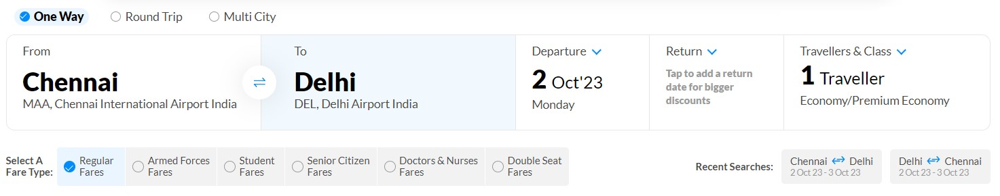 One Way Round Trip Multi City
From
Chennai
MAA, Chennai International Airport India
To
Delhi
DEL, Delhi Airport India
Departure
2 Oct'23
Monday
Return
Tap to add a return
date for bigger
discounts
Travellers & Class
1 Traveller
Economy/Premium Economy
Select A
Fare Type:
Regular
Fares
Armed Forces
Fares
Student
Fares
Senior Citizen
Fares
Doctors & Nurses
Fares
Double Seat
Fares
Recent Searches:
Chennai Delhi
2 Oct 23 - 3 Oct 23
Delhi Chennai
2 Oct 23 - 3 Oct 23